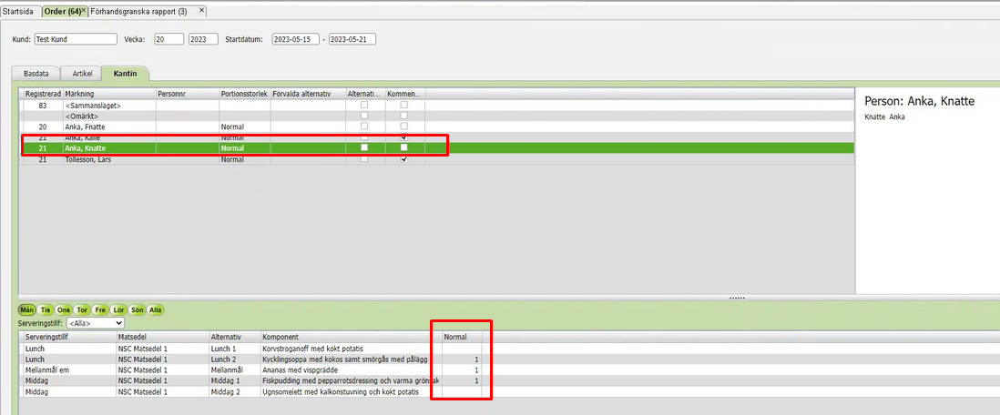 Startsida Order (64) Förhandsgranska rapport (3)
Kund: Test Kund Vecka: 20 2023 Startdatum: 2023-05-15 - 2023-05-21
Basdata Artikel Kantin
Registrerad Märkning Personnr Portionsstorlek Förvalda alternativ Alternati... Kommen...
83 <Sammanslaget>
<Omärkt>
20 Anka, Fnatte Normal
21 Anka, Kalle Normal
21 Anka, Knatte Normal
21 Tollesson, Lars Normal
Person: Anka, Knatte
Knatte Anka
Mån Tis Ons Tor Fre Lör Sön Alla
Serveringstillf: <Alla>
Serveringstillf Matsedel Alternativ Komponent Normal
Lunch NSC Matsedel 1 Lunch 1 Korvstroganoff med kokt potatis
Lunch NSC Matsedel 1 Lunch 2 Kycklingsoppa med kokos samt smörgås med pålägg 1
Mellanmål em NSC Matsedel 1 Mellanmål Ananas med vispgrädde 1
Middag NSC Matsedel 1 Middag 1 Fiskpudding med pepparrotsdressing och varma grönsak 1
Middag NSC Matsedel 1 Middag 2 Ugnsomelett med kalkonstuvning och kokt potatis